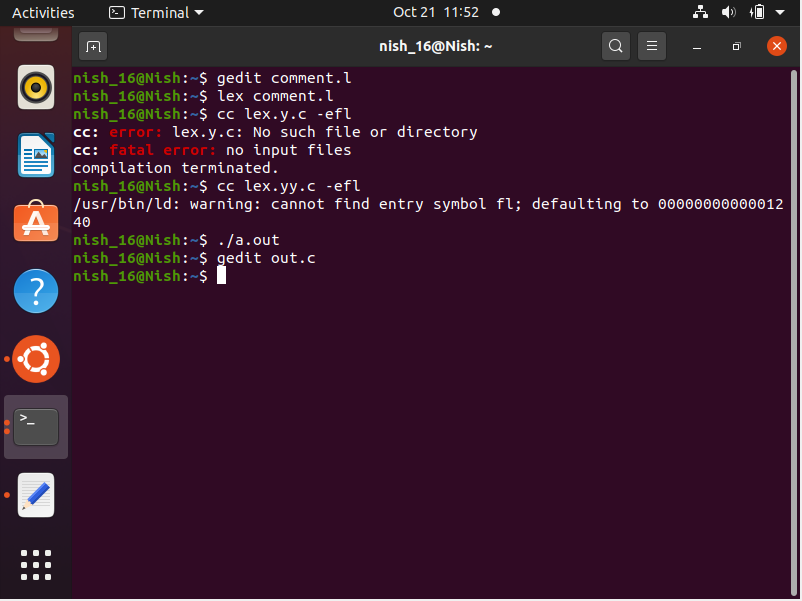 Activities
Terminal
Oct 21 11:52
nish_16@Nish: ~
nish_16@Nish:~$ gedit comment.l
nish_16@Nish:~$ lex comment.l
nish_16@Nish:~$ cc lex.y.c -efl
cc: error: lex.y.c: No such file or directory
cc: fatal error: no input files
compilation terminated.
nish_16@Nish:~$ cc lex.yy.c -efl
/usr/bin/ld: warning: cannot find entry symbol fl; defaulting to 00000000000012
40
nish_16@Nish:~$ ./a.out
nish_16@Nish:~$ gedit out.c
nish_16@Nish:~$